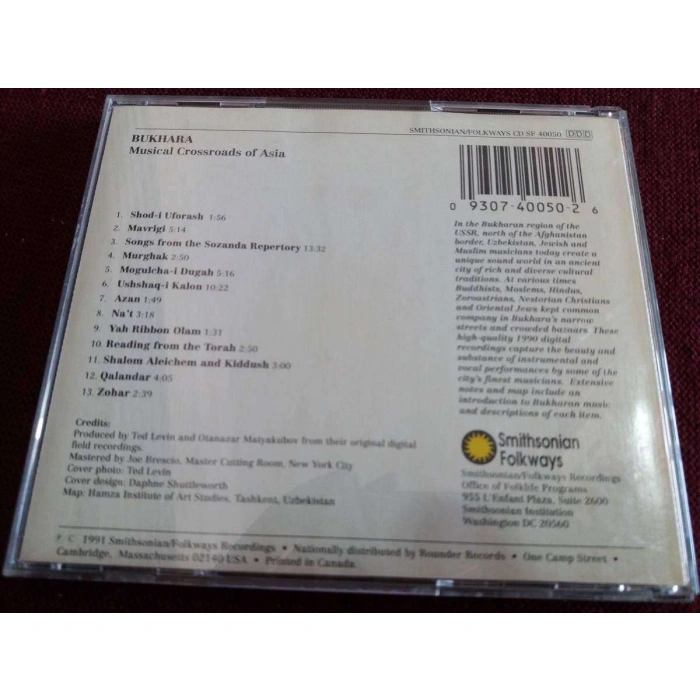 SMITHSONIAN/FOLKWAYS CD SF 40050 DDD
BUKHARA
Musical Crossroads of Asia
0 9307-40050-2 6
1. Shod-i Uforash 1:56
2. Mavrigi 5:14
3. Songs from the Sozanda Repertory 13:32
4. Murghak 2:50
5. Mogulcha-i Dugah 5:16
6. Ushshaq-i Kalon 10:22
7. Azan 1:49
8. Na't 3:18
9. Yah Ribbon Olam 1:31
10. Reading from the Torah 2:50
11. Shalom Aleichem and Kiddush 3:00
12. Qalandar 4:05
13. Zohar 2:39
In the Bukharan region of the
USSR, north of the Afghanistan
border, Uzbekistan, Jewish and
Muslim musicians today create a
unique sound world in an ancient
city of rich and diverse cultural
traditions. At various times
Buddhists, Moslems, Hindus,
Zoroastrians, Nestorian Christians
and Oriental Jews kept common
company in Bukhara's narrow
streets and crowded bazaars. These
high-quality 1990 digital
recordings capture the beauty and
substance of instrumental and
vocal performances by some of the
city's finest musicians. Extensive
notes and map include an
introduction to Bukharan music
and descriptions of each item.
Credits:
Produced by Ted Levin and Otanazar Matyakubov from their original digital
field recordings.
Mastered by Joe Brescio, Master Cutting Room, New York City
Cover photo: Ted Levin
Cover design: Daphne Shuttleworth
Map: Hamza Institute of Art Studies, Tashkent, Uzbekistan
Smithsonian
Folkways
Smithsonian/Folkways Recordings
Office of Folklife Programs
955 L'Enfant Plaza, Suite 2600
Smithsonian Institution
Washington DC 20560
P C 1991 Smithsonian/Folkways Recordings • Nationally distributed by Rounder Records • One Camp Street •
Cambridge, Massachusetts 02140 USA • Printed in Canada